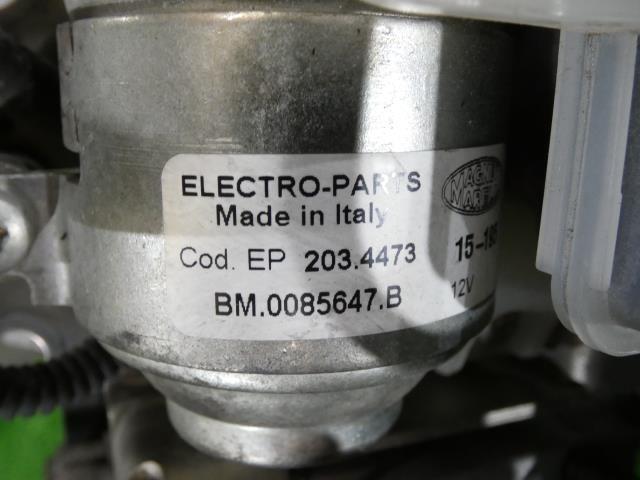 ELECTRO-PARTS
Made in Italy
Cod. EP 203.4473
BM.0085647.B
12V